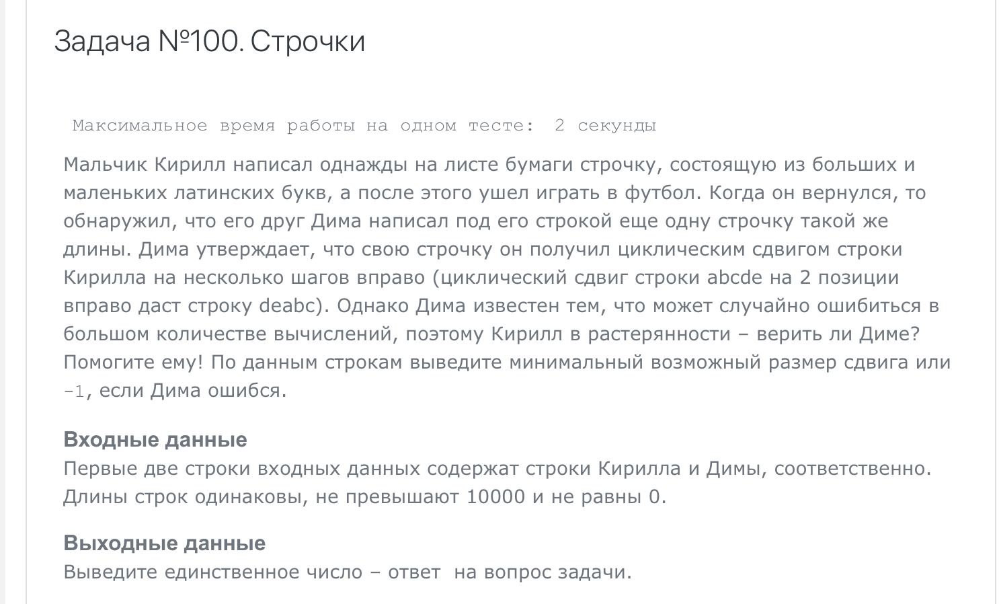 Задача №100. Строчки
Максимальное время работы на одном тесте: 2 секунды
Мальчик Кирилл написал однажды на листе бумаги строчку, состоящую из больших и
маленьких латинских букв, а после этого ушел играть в футбол. Когда он вернулся, то
обнаружил, что его друг Дима написал под его строкой еще одну строчку такой же
длины. Дима утверждает, что свою строчку он получил циклическим сдвигом строки
Кирилла на несколько шагов вправо (циклический сдвиг строки abcde на 2 позиции
вправо даст строку deabc). Однако Дима известен тем, что может случайно ошибиться в
большом количестве вычислений, поэтому Кирилл в растерянности – верить ли Диме?
Помогите ему! По данным строкам выведите минимальный возможный размер сдвига или
-1, если Дима ошибся.
Входные данные
Первые две строки входных данных содержат строки Кирилла и Димы, соответственно.
Длины строк одинаковы, не превышают 10000 и не равны 0.
Выходные данные
Выведите единственное число – ответ  на вопрос задачи.